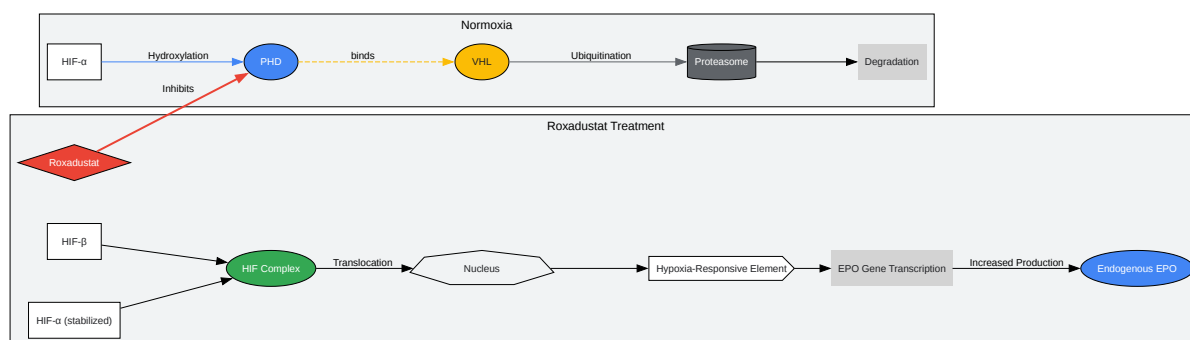 Normoxia
HIF-α
Hydroxylation
PHD
binds
VHL
Ubiquitination
Proteasome
Degradation
Inhibits
Roxadustat Treatment
Roxadustat
HIF-β
HIF Complex
Translocation
Nucleus
Hypoxia-Responsive Element
EPO Gene Transcription
Increased Production
Endogenous EPO
HIF-α (stabilized)